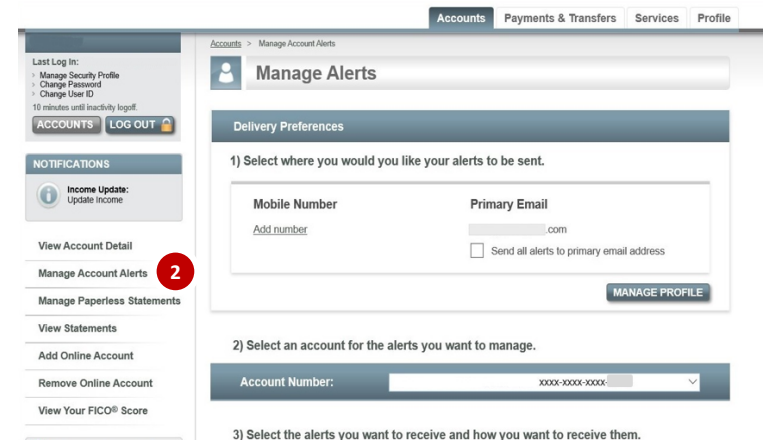 Accounts Payments & Transfers Services Profile
Last Log In:
> Manage Security Profile
> Change Password
> Change User ID
10 minutes until inactivity logoff.
ACCOUNTS LOG OUT
NOTIFICATIONS
Income Update:
Update Income
View Account Detail
Manage Account Alerts 2
Manage Paperless Statements
View Statements
Add Online Account
Remove Online Account
View Your FICO® Score
Accounts > Manage Account Alerts
Manage Alerts
Delivery Preferences
1) Select where you would you like your alerts to be sent.
Mobile Number Primary Email
Add number .com
Send all alerts to primary email address
MANAGE PROFILE
2) Select an account for the alerts you want to manage.
Account Number: xxxx-xxxx-xxxx-
3) Select the alerts you want to receive and how you want to receive them.